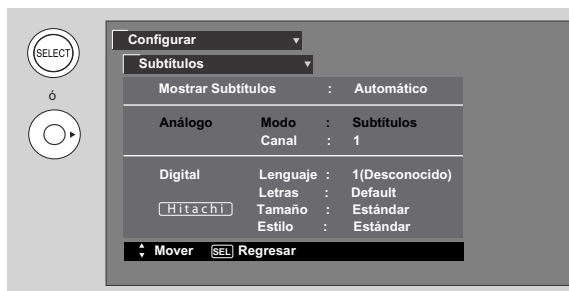 SELECT
ó
Configurar
Subtítulos
Mostrar Subtítulos : Automático
Análogo Modo : Subtítulos
Canal : 1
Digital Lenguaje : 1(Desconocido)
Letras : Default
Hitachi Tamaño : Estándar
Estilo : Estándar
Mover SEL Regresar